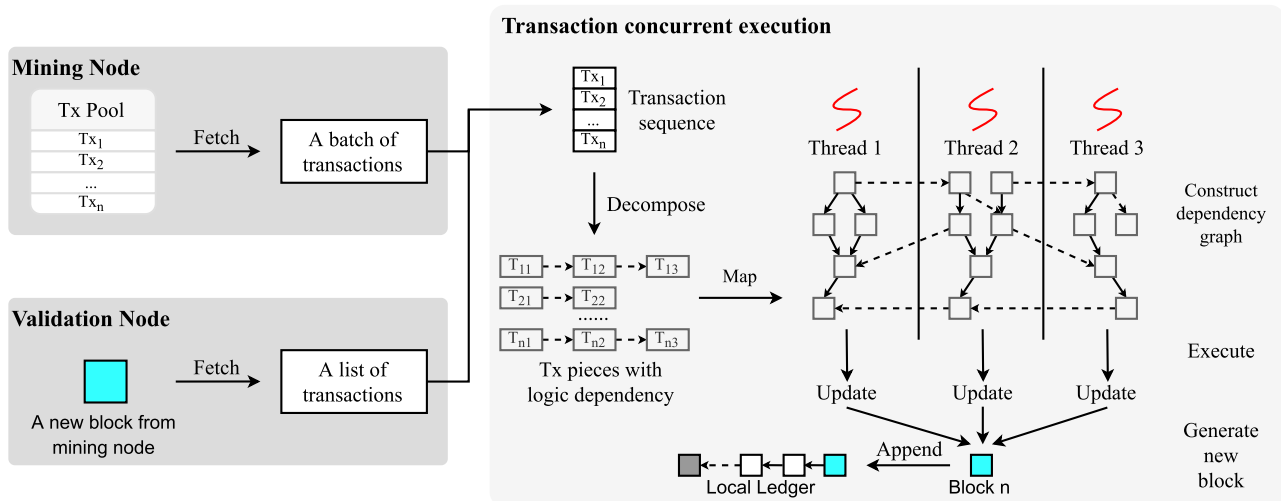 Mining Node
Tx Pool
Tx1
Tx2
...
Txn
Fetch
A batch of
transactions
Validation Node
A new block from
mining node
Fetch
A list of
transactions
Transaction concurrent execution
Tx1
Tx2
...
Txn
Transaction
sequence
Decompose
T11 T12 T13
T21 T22
......
Tn1 Tn2 Tn3
Tx pieces with
logic dependency
Map
Thread 1 Thread 2 Thread 3
Construct
dependency
graph
Execute
Update Update Update
Generate
new
block
Append
Local Ledger
Block n